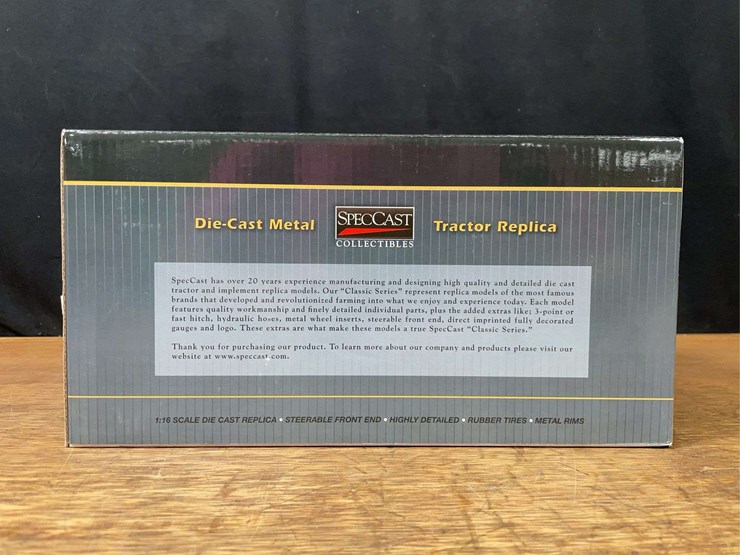 Die-Cast Metal SPECCAST COLLECTIBLES Tractor Replica
SpecCast has over 20 years experience manufacturing and designing high quality and detailed die cast
tractor and implement replica models. Our "Classic Series" represent replica models of the most famous
brands that developed and revolutionized farming into what we enjoy and experience today. Each model
features quality workmanship and finely detailed individual parts, plus the added extras like; 3-point or
fast hitch, hydraulic hoses, metal wheel inserts, steerable front end, direct imprinted fully decorated
gauges and logo. These extras are what make these models a true SpecCast "Classic Series."
Thank you for purchasing our product. To learn more about our company and products please visit our
website at www.speccast.com.
1:16 SCALE DIE CAST REPLICA • STEERABLE FRONT END • HIGHLY DETAILED • RUBBER TIRES • METAL RIMS